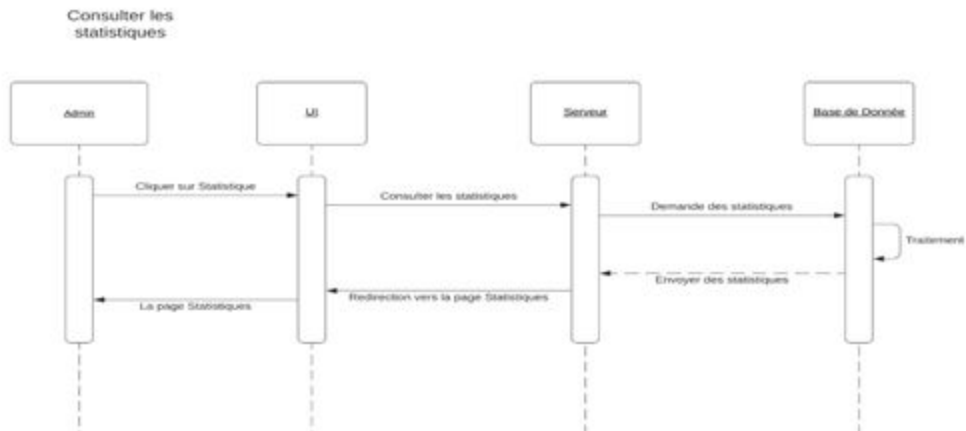 Consulter les
statistiques
Admin
UI
Serveur
Base de Donnée
Cliquer sur Statistique
Consulter les statistiques
Demande des statistiques
Traitement
Envoyer des statistiques
Redirection vers la page Statistiques
La page Statistiques